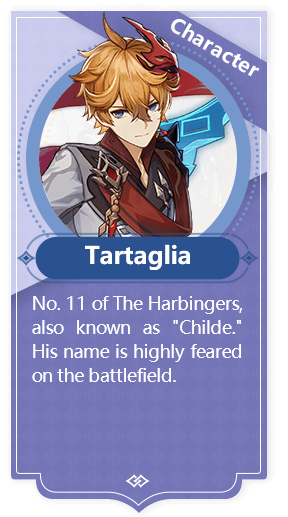 Character
Tartaglia
No. 11 of The Harbingers,
also known as "Childe."
His name is highly feared
on the battlefield.